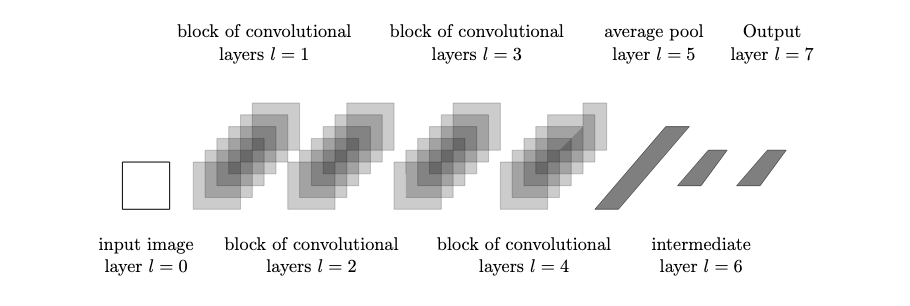 block of convolutional
layers l = 1
block of convolutional
layers l = 3
average pool
layer l = 5
Output
layer l = 7
input image
layer l = 0
block of convolutional
layers l = 2
block of convolutional
layers l = 4
intermediate
layer l = 6